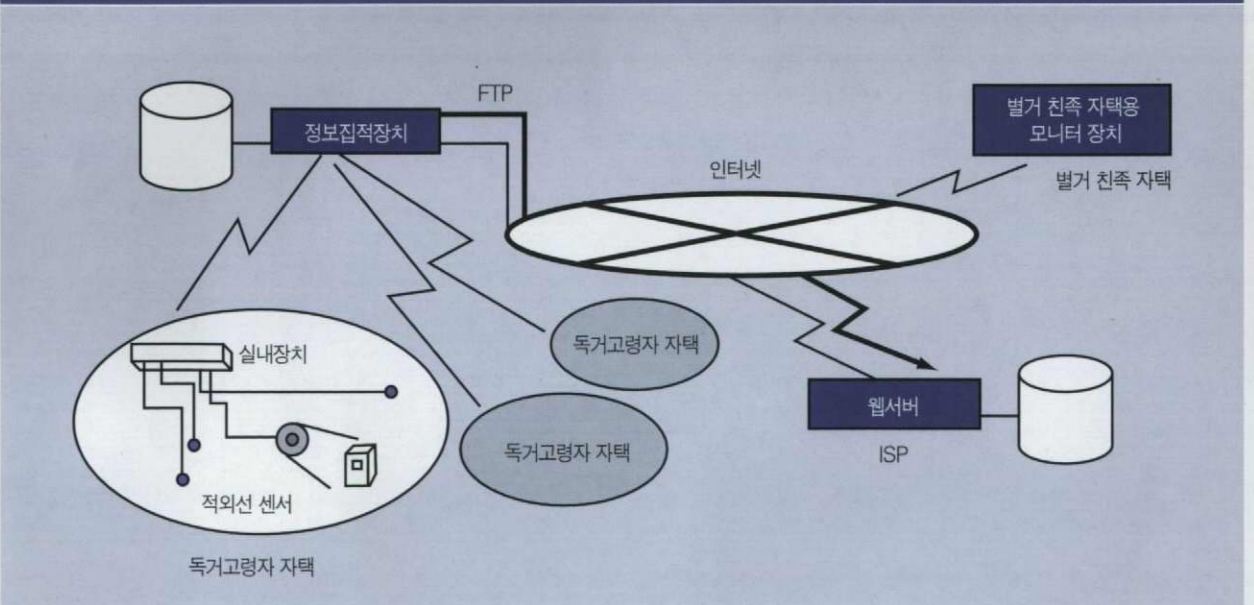 FTP
정보집적장치
별거 친족 자택용
모니터 장치
인터넷
별거 친족 자택
실내장치
독거고령자 자택
독거고령자 자택
웹서버
ISP
적외선 센서
독거고령자 자택